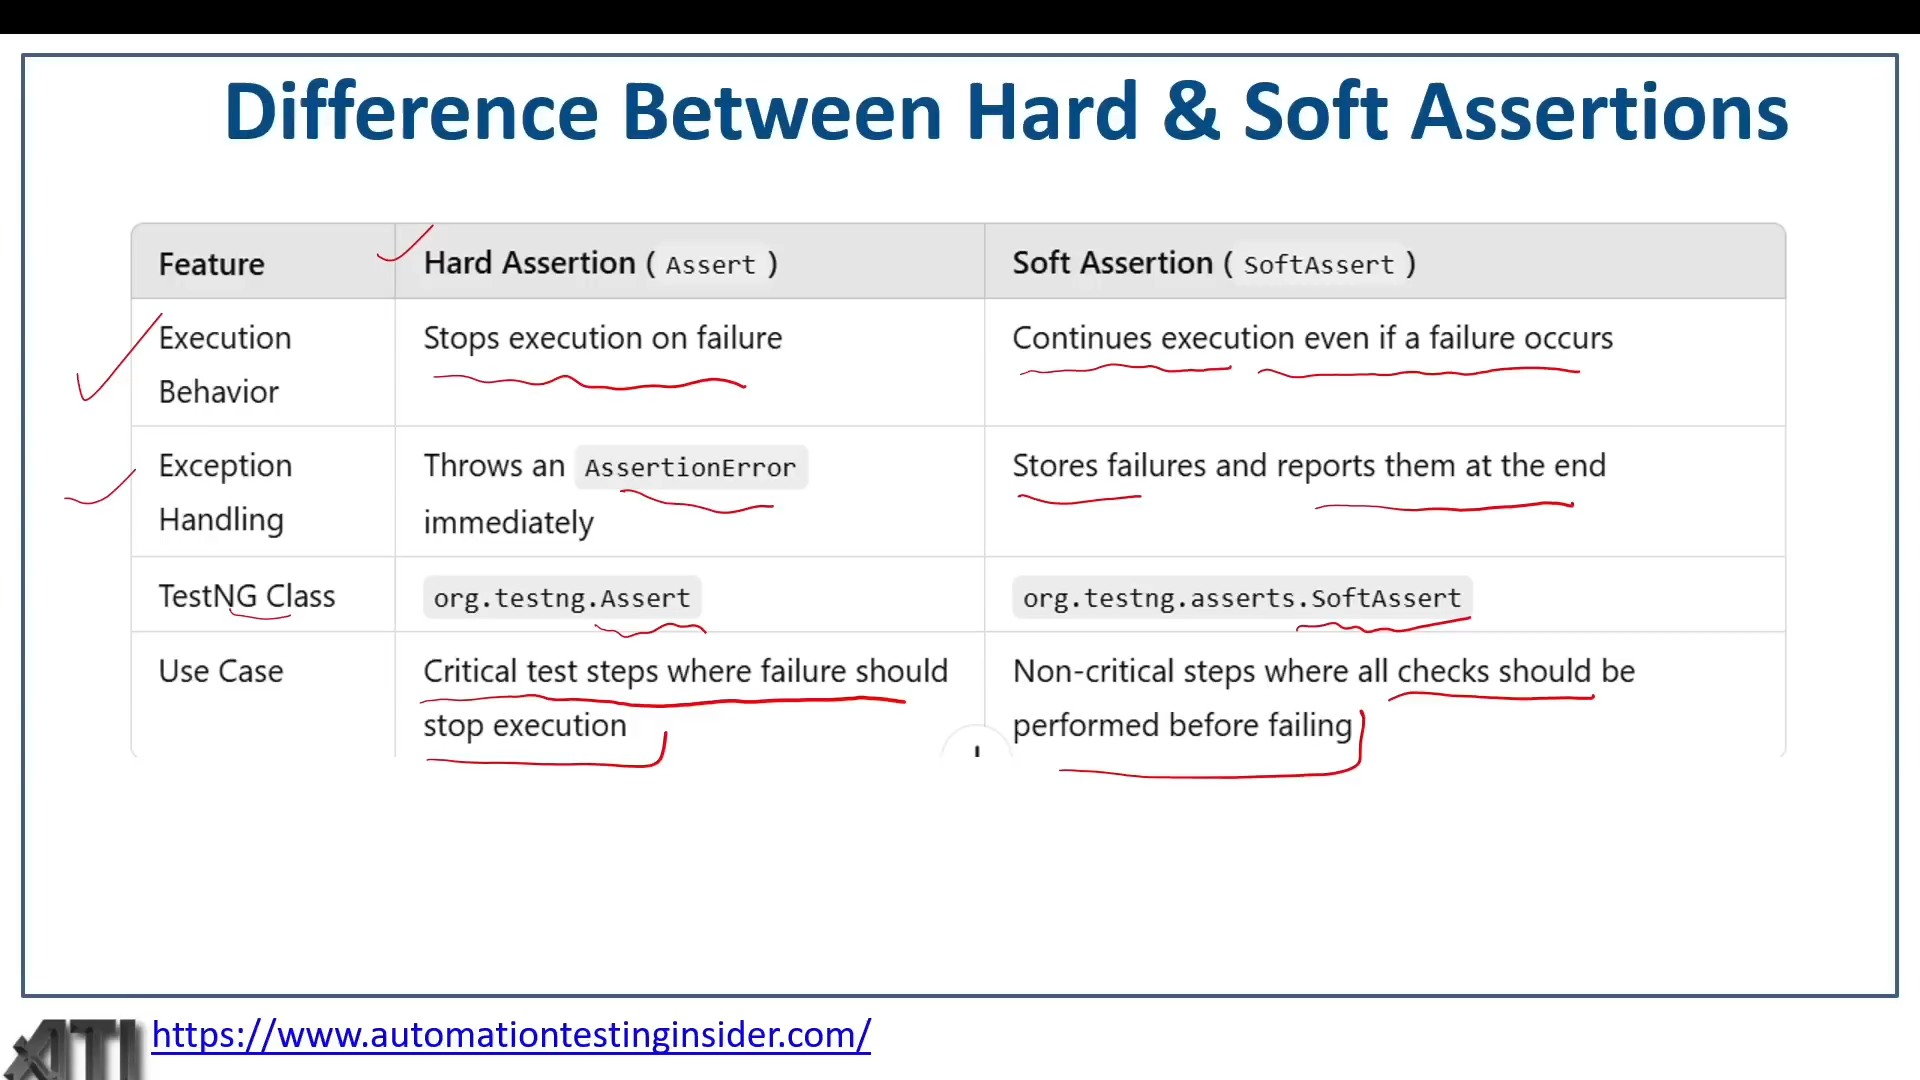 Difference Between Hard & Soft Assertions
Feature
Hard Assertion ( Assert )
Soft Assertion ( SoftAssert )
Execution
Behavior
Stops execution on failure
Continues execution even if a failure occurs
Exception
Handling
Throws an AssertionError
immediately
Stores failures and reports them at the end
TestNG Class
org.testng.Assert
org.testng.asserts.SoftAssert
Use Case
Critical test steps where failure should
stop execution
Non-critical steps where all checks should be
performed before failing
ATI
https://www.automationtestinginsider.com/